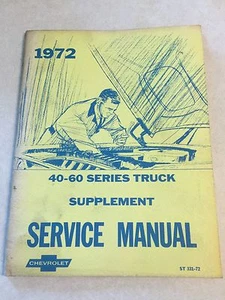 1972
40-60 SERIES TRUCK
SUPPLEMENT
SERVICE MANUAL
CHEVROLET
ST 331-72